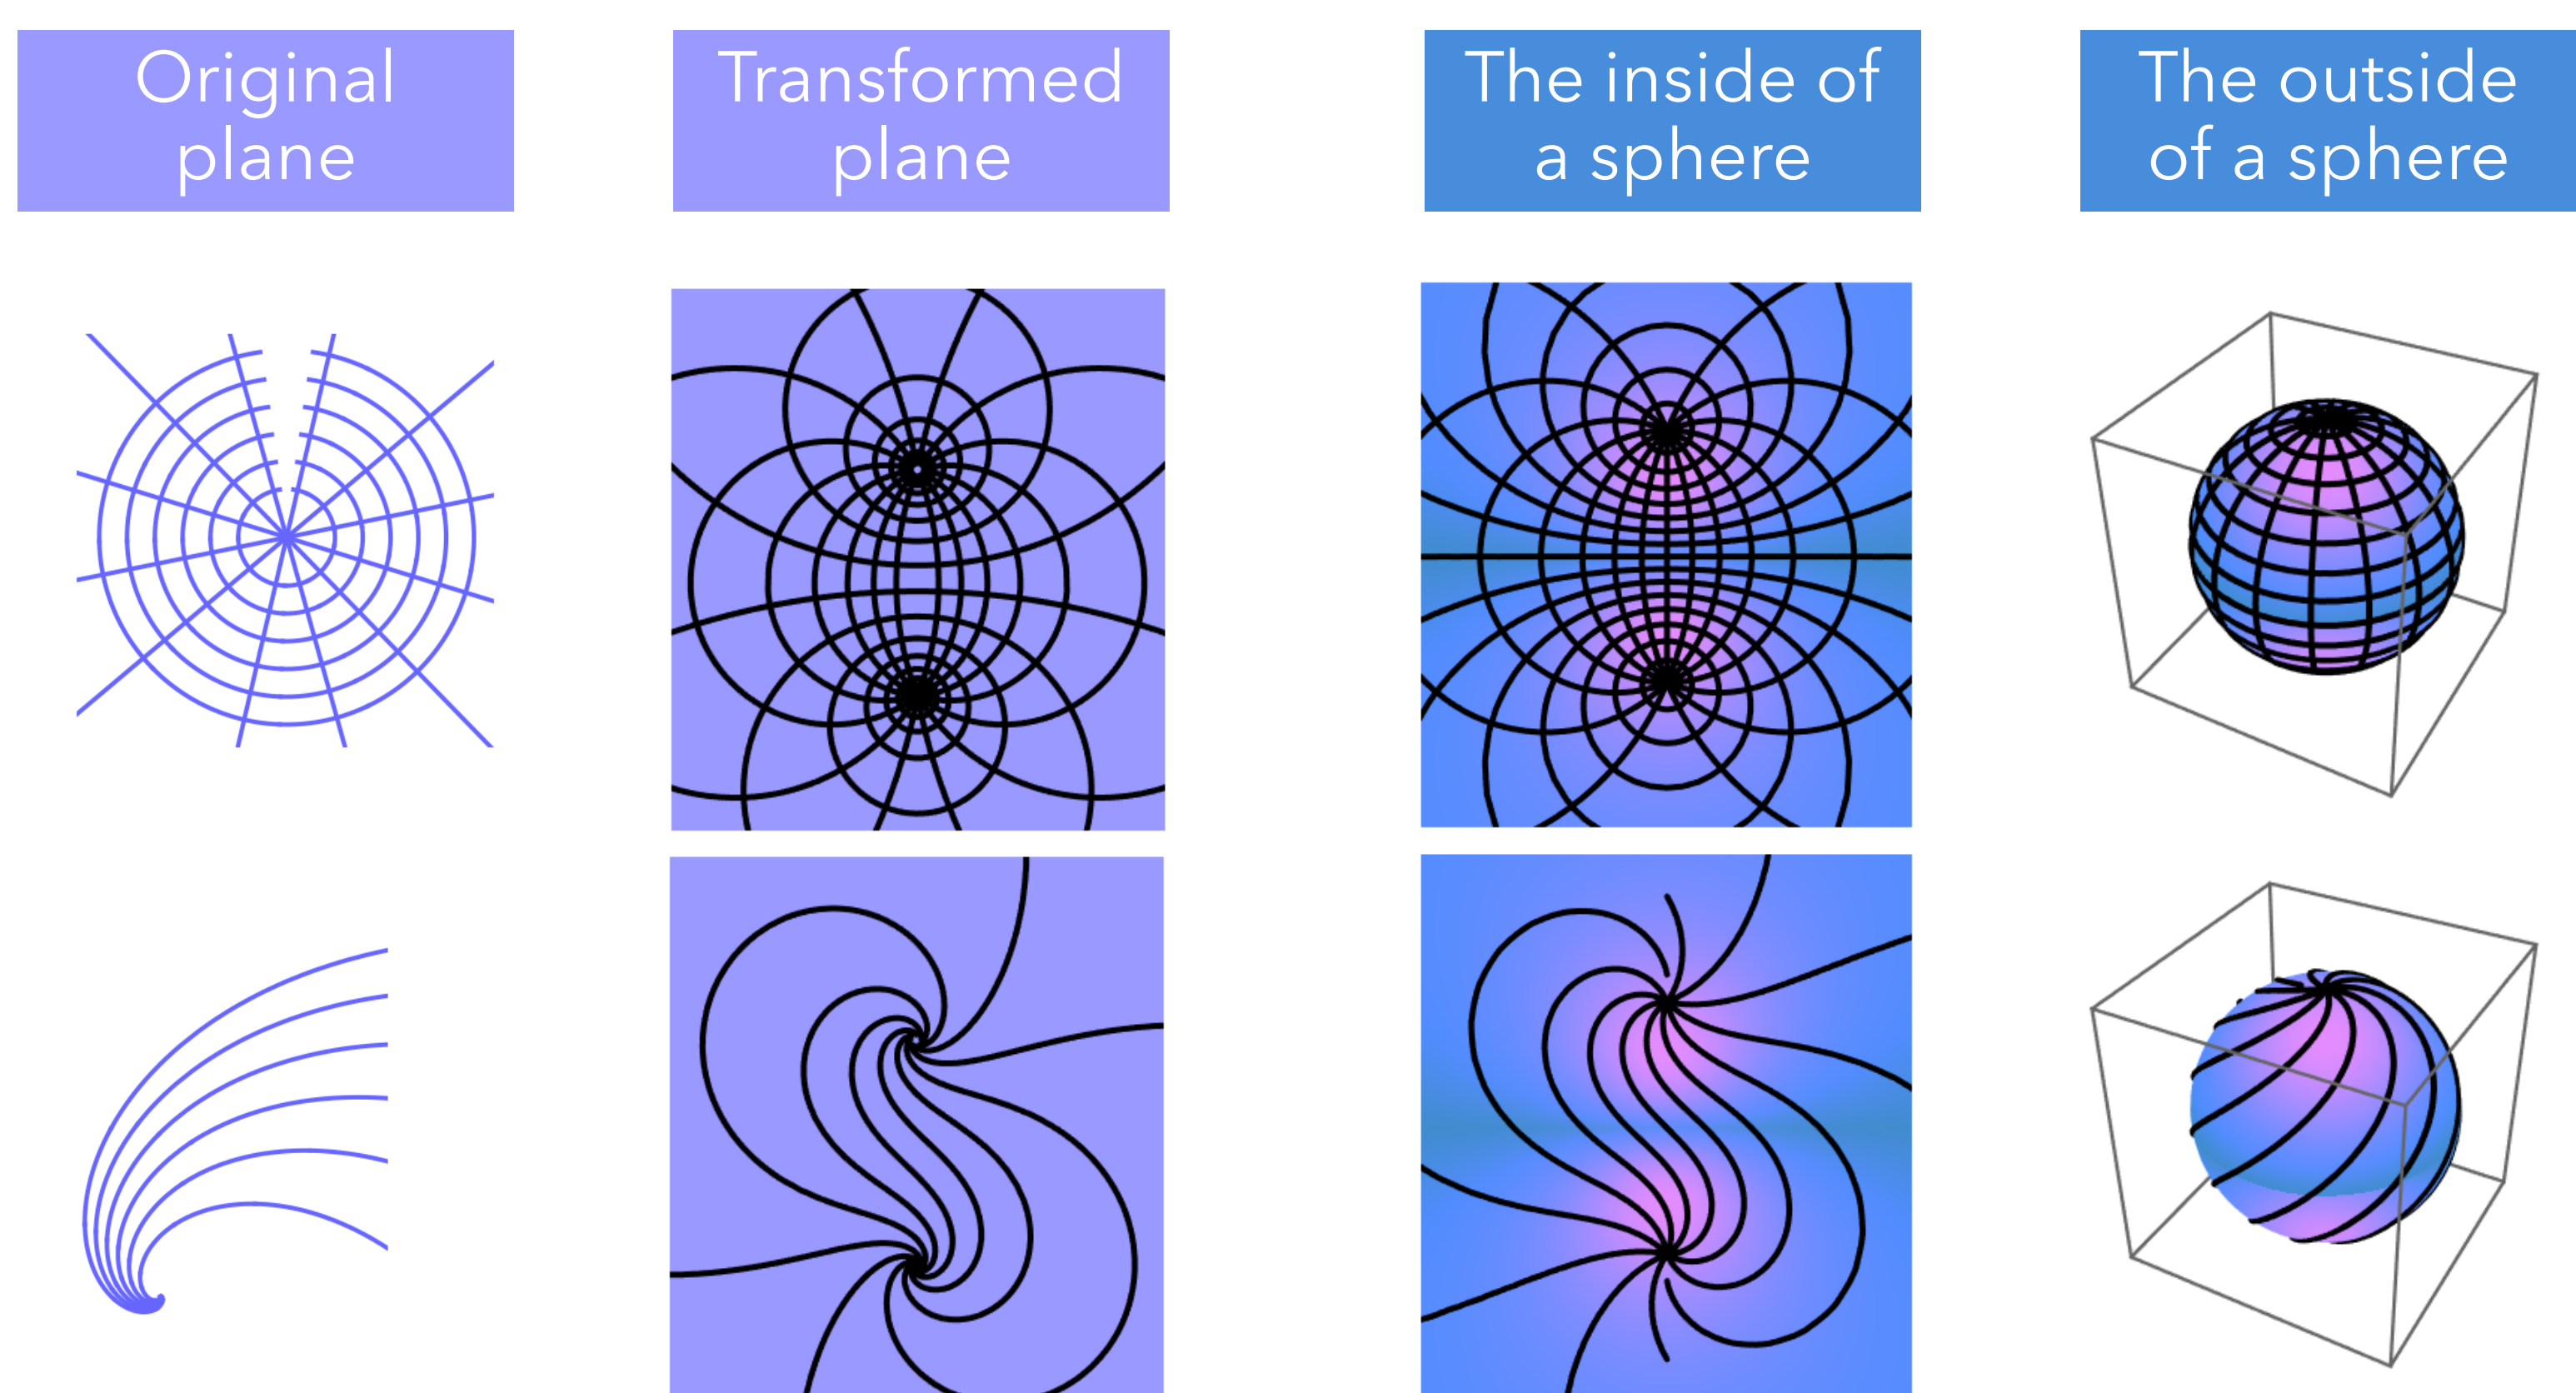 Original
plane
Transformed
plane
The inside of
a sphere
The outside
of a sphere